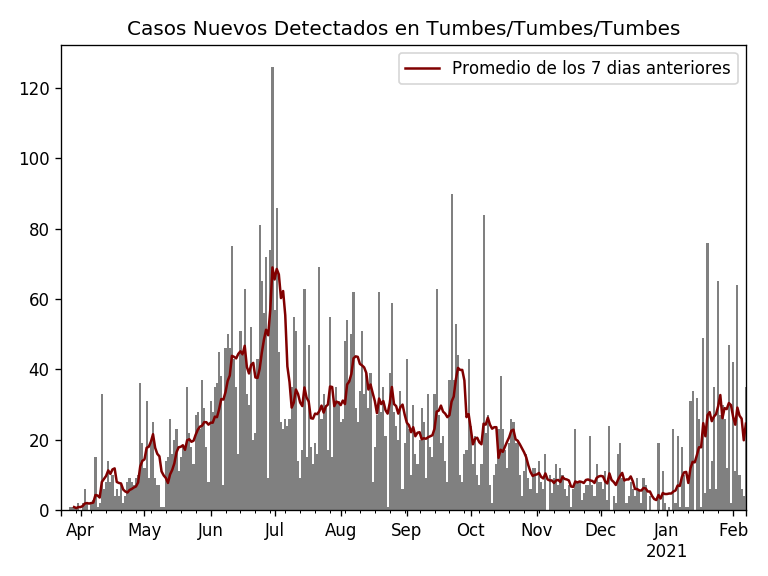 Casos Nuevos Detectados en Tumbes/Tumbes/Tumbes
Promedio de los 7 dias anteriores
120
100
80
60
40
20
0
Apr May Jun Jul Aug Sep Oct Nov Dec Jan Feb
2021